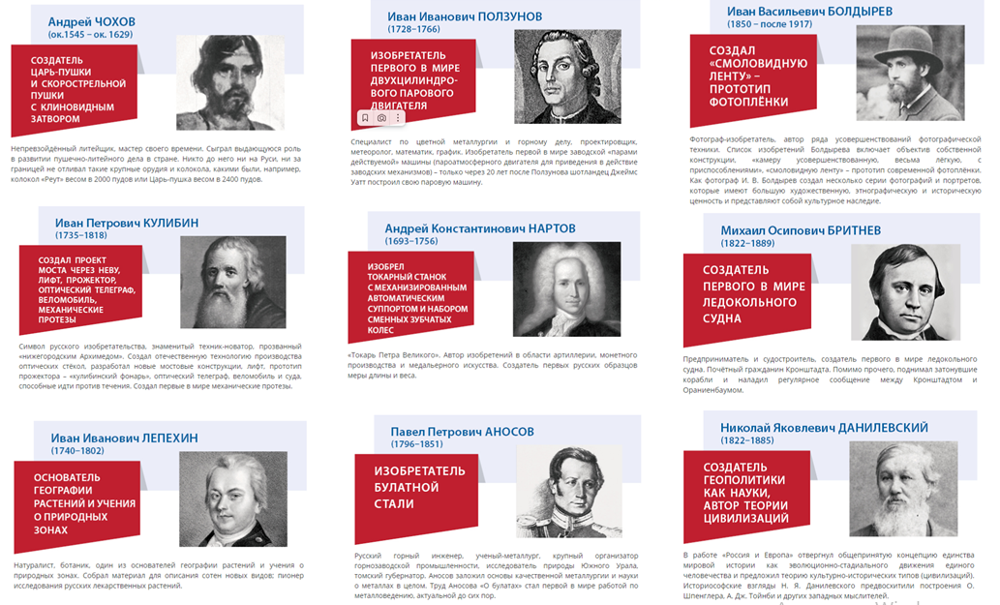 Андрей ЧОХОВ
(ок.1545 – ок. 1629)
СОЗДАТЕЛЬ
ЦАРЬ-ПУШКИ
И СКОРОСТРЕЛЬНОЙ
ПУШКИ
С КЛИНОВИДНЫМ
ЗАТВОРОМ
Непревзойдённый литейщик, мастер своего времени. Сыграл выдающуюся роль
в развитии пушечно-литейного дела в стране. Никто до него ни на Руси, ни за
границей не отливал такие крупные орудия и колокола, какими были, например,
колокол «Реут» весом в 2000 пудов или Царь-пушка весом в 2400 пудов.
Иван Иванович ПОЛЗУНОВ
(1728–1766)
ИЗОБРЕТАТЕЛЬ
ПЕРВОГО В МИРЕ
ДВУХЦИЛИНДРО-
ВОГО ПАРОВОГО
ДВИГАТЕЛЯ
Специалист по цветной металлургии и горному делу, проектировщик,
метеоролог, математик, график. Изобретатель первой в мире заводской «парами
действуемой» машины (пароатмосферного двигателя для приведения в действие
заводских механизмов) – только через 20 лет после Ползунова шотландец Джеймс
Уатт построил свою паровую машину.
Иван Васильевич БОЛДЫРЕВ
(1850 – после 1917)
СОЗДАЛ
«СМОЛОВИДНУЮ
ЛЕНТУ» –
ПРОТОТИП
ФОТОПЛЁНКИ
Фотограф-изобретатель, автор ряда усовершенствований фотографической
техники. Список изобретений Болдырева включает объектив собственной
конструкции, «камеру усовершенствованную, весьма лёгкую, с
приспособлениями», «смоловидную ленту» – прототип современной фотоплёнки.
Как фотограф И. В. Болдырев создал несколько серии фотографий и портретов,
которые имеют большую художественную, этнографическую и историческую
ценность и представляют собой культурное наследие.
Иван Петрович КУЛИБИН
(1735–1818)
СОЗДАЛ ПРОЕКТ
МОСТА ЧЕРЕЗ НЕВУ,
ЛИФТ, ПРОЖЕКТОР,
ОПТИЧЕСКИЙ ТЕЛЕГРАФ,
ВЕЛОМОБИЛЬ,
МЕХАНИЧЕСКИЕ
ПРОТЕЗЫ
Символ русского изобретательства, знаменитый техник-новатор, прозванный
«нижегородским Архимедом». Создал отечественную технологию производства
оптических стёкол, разработал новые мостовые конструкции, лифт, прототип
прожектора – «кулибинский фонарь», оптический телеграф, веломобиль и суда,
способные идти против течения. Создал первые в мире механические протезы.
Андрей Константинович НАРТОВ
(1693–1756)
ИЗОБРЕЛ
ТОКАРНЫЙ СТАНОК
С МЕХАНИЗИРОВАННЫМ
АВТОМАТИЧЕСКИМ
СУППОРТОМ И НАБОРОМ
СМЕННЫХ ЗУБЧАТЫХ
КОЛЕС
«Токарь Петра Великого». Автор изобретений в области артиллерии, монетного
производства и медальерного искусства. Создатель первых русских образцов
меры длины и веса.
Михаил Осипович БРИТНЕВ
(1822–1889)
СОЗДАТЕЛЬ
ПЕРВОГО В МИРЕ
ЛЕДОКОЛЬНОГО
СУДНА
Предприниматель и судостроитель, создатель первого в мире ледокольного
судна. Почётный гражданин Кронштадта. Помимо прочего, поднимал затонувшие
корабли и наладил регулярное сообщение между Кронштадтом и
Ораниенбаумом.
Иван Иванович ЛЕПЕХИН
(1740–1802)
ОСНОВАТЕЛЬ
ГЕОГРАФИИ
РАСТЕНИЙ И УЧЕНИЯ
О ПРИРОДНЫХ
ЗОНАХ
Натуралист, ботаник, один из основателей географии растений и учения о
природных зонах. Собрал материал для описания сотен новых видов; пионер
исследования русских лекарственных растений.
Павел Петрович АНОСОВ
(1796–1851)
ИЗОБРЕТАТЕЛЬ
БУЛАТНОЙ
СТАЛИ
Русский горный инженер, ученый-металлург, крупный организатор
горнозаводской промышленности, исследователь природы Южного Урала,
томский губернатор. Аносов заложил основы качественной металлургии и науки
о металлах в целом. Труд Аносова «О булатах» стал первой в мире работой по
металловедению, актуальной до сих пор.
Николай Яковлевич ДАНИЛЕВСКИЙ
(1822–1885)
СОЗДАТЕЛЬ
ГЕОПОЛИТИКИ
КАК НАУКИ,
АВТОР ТЕОРИИ
ЦИВИЛИЗАЦИЙ
В работе «Россия и Европа» отвергнул общепринятую концепцию единства
мировой истории как эволюционно-стадиального движения единого
человечества и предложил теорию культурно-исторических типов (цивилизаций).
Историософские взгляды Н. Я. Данилевского предвосхитили построения О.
Шпенглера, А. Дж. Тойнби и других западных мыслителей.